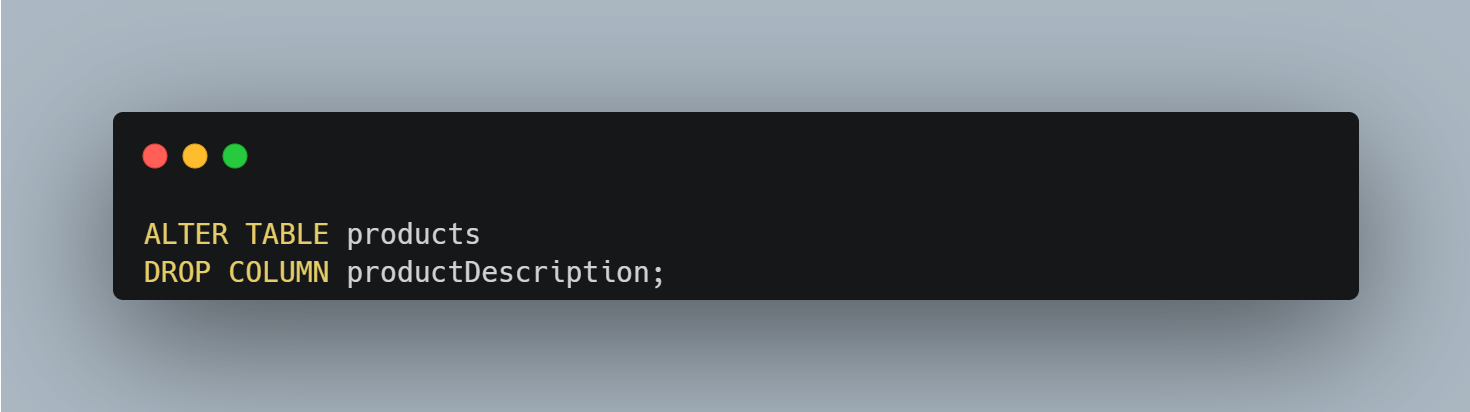 ALTER TABLE products
DROP COLUMN productDescription;